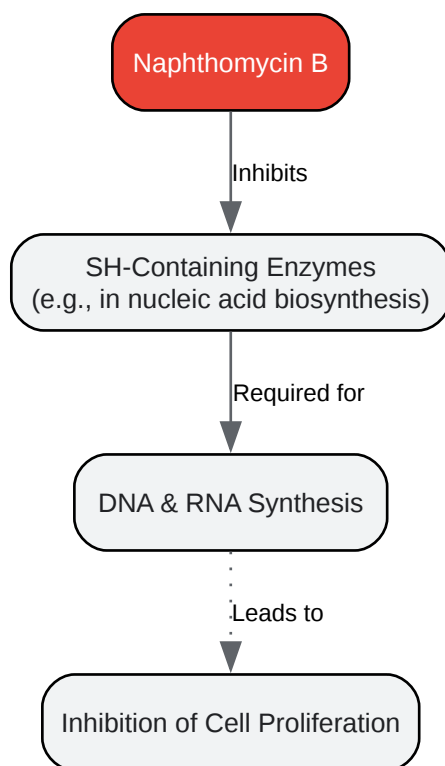 Naphthomycin B
Inhibits
SH-Containing Enzymes
(e.g., in nucleic acid biosynthesis)
Required for
DNA & RNA Synthesis
Leads to
Inhibition of Cell Proliferation